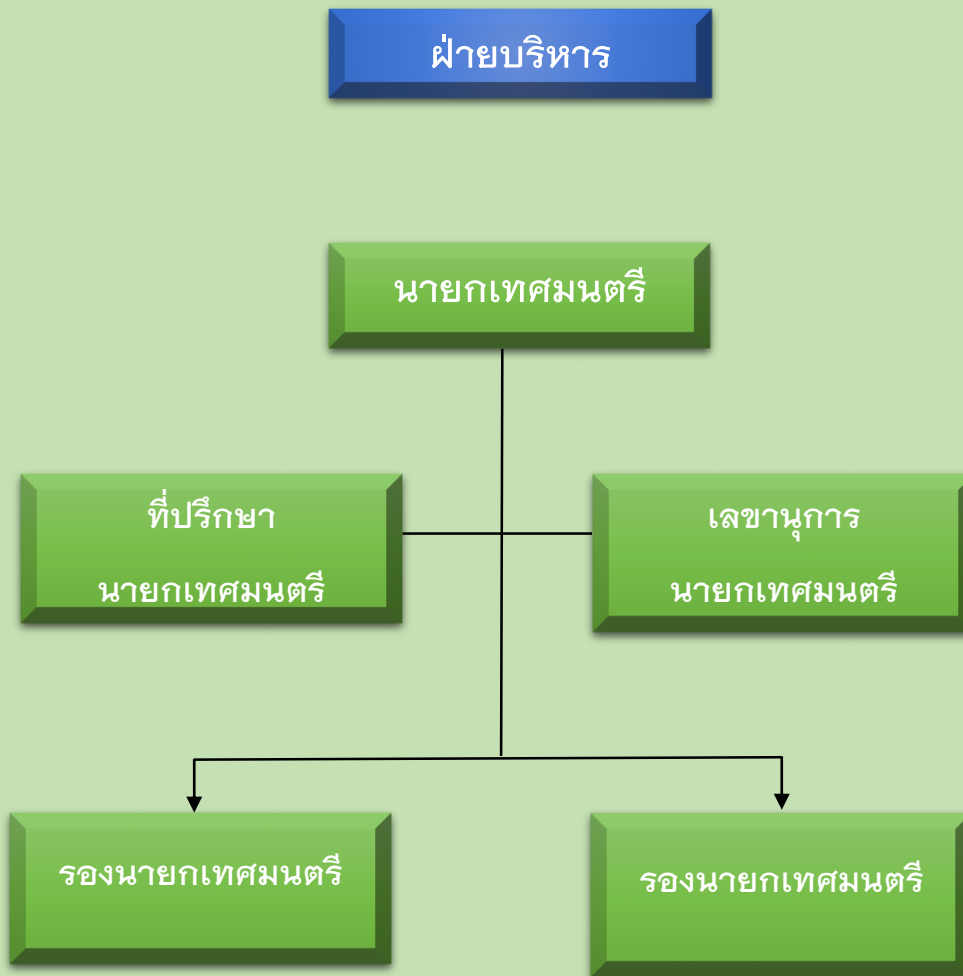 ฝ่ายบริหาร
นายกเทศมนตรี
ที่ปรึกษา
นายกเทศมนตรี
เลขานุการ
นายกเทศมนตรี
รองนายกเทศมนตรี
รองนายกเทศมนตรี